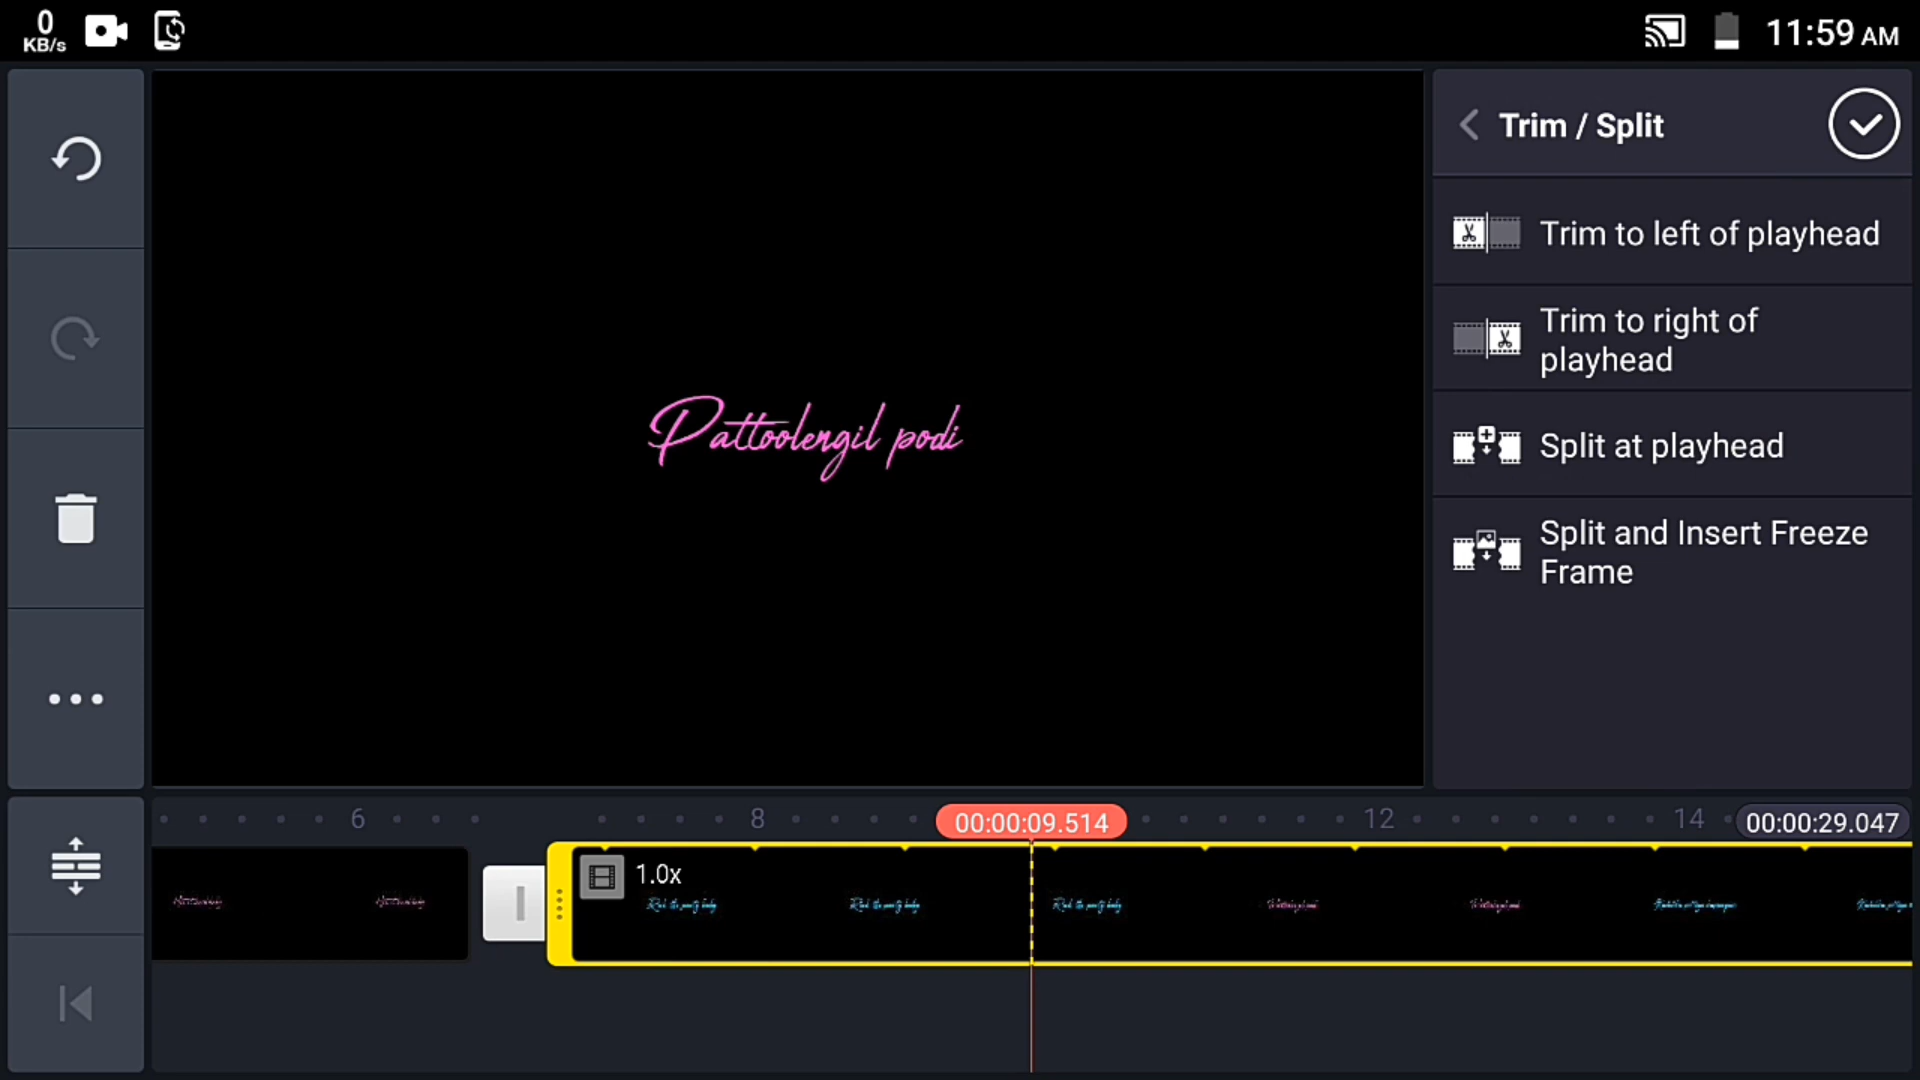 0
KB/s
11:59 AM
Trim / Split
Trim to left of playhead
Trim to right of
playhead
Split at playhead
Split and Insert Freeze
Frame
Pattoolengil podi
6
8
00:00:09.514
12
14
00:00:29.047
1.0x